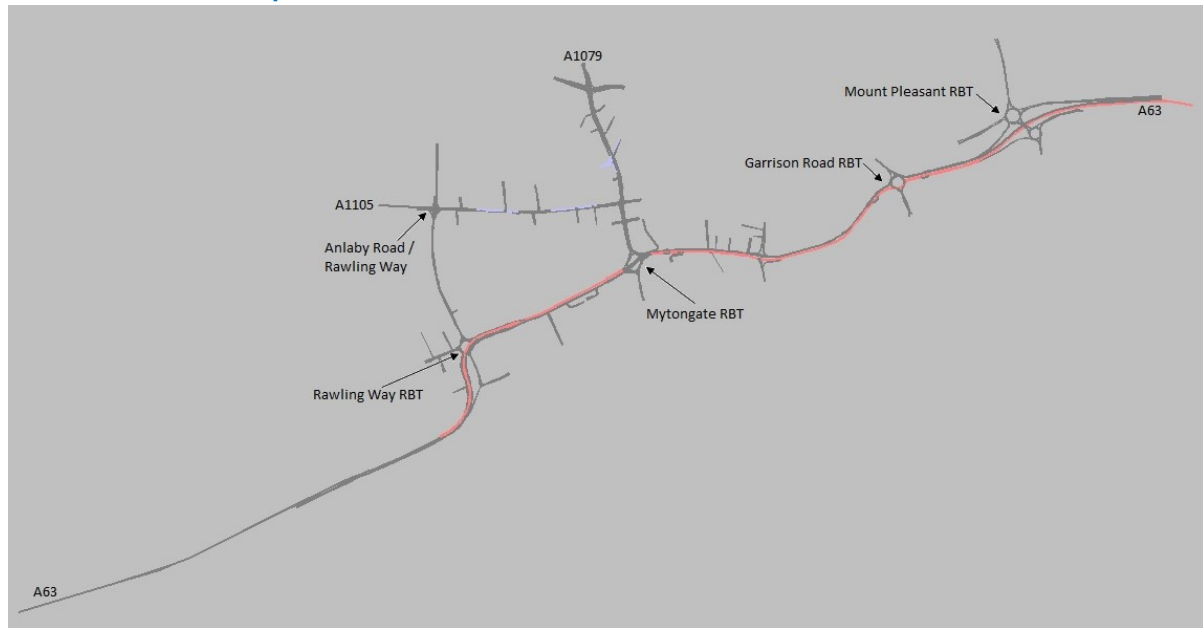 A1079
Mount Pleasant RBT
A63
Garrison Road RBT
A1105
Anlaby Road /
Rawling Way
Mytongate RBT
Rawling Way RBT
A63